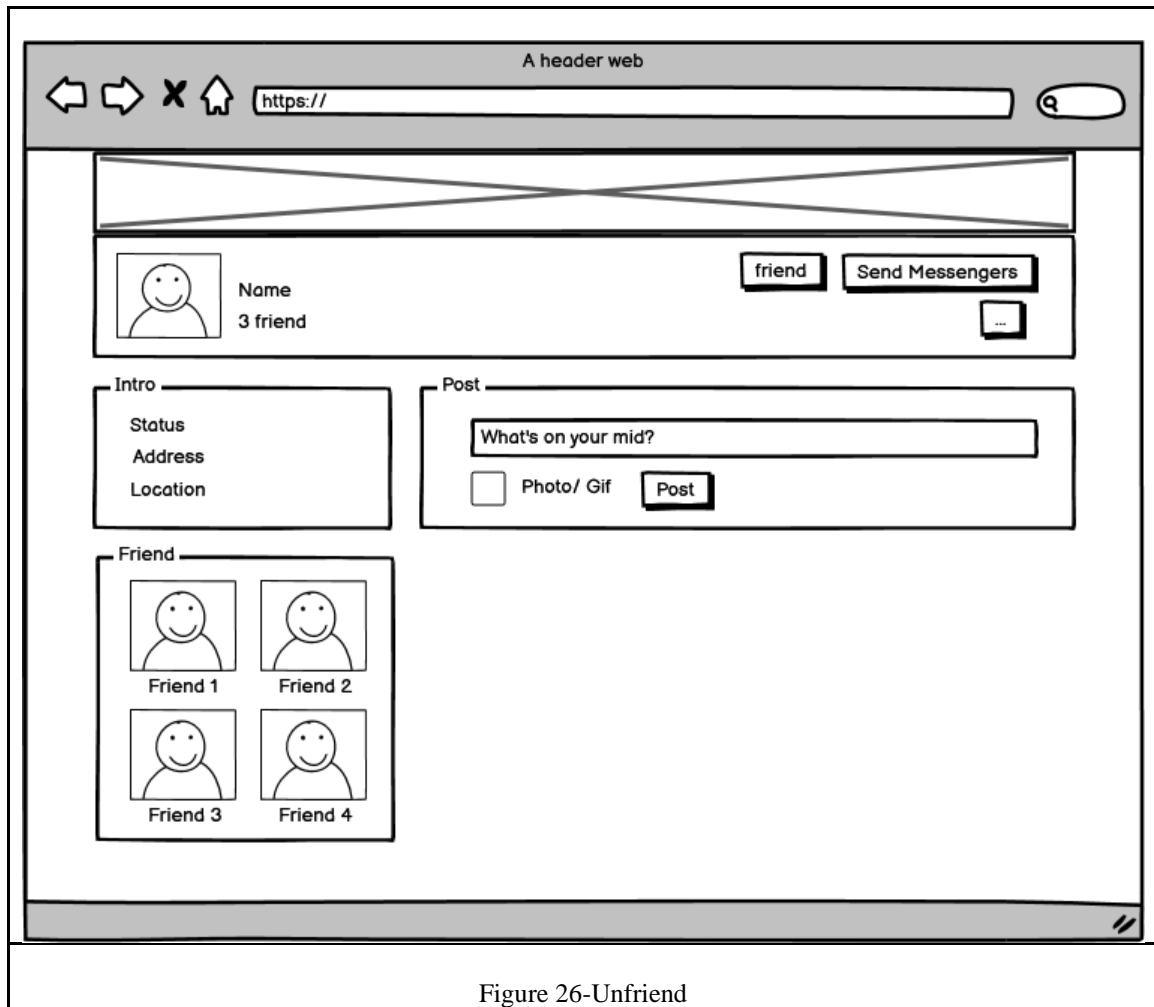 A header web
https://
Name
3 friend
friend
Send Messengers
...
Intro
Status
Address
Location
Post
What's on your mid?
Photo/ Gif
Post
Friend
Friend 1
Friend 2
Friend 3
Friend 4
Figure 26-Unfriend